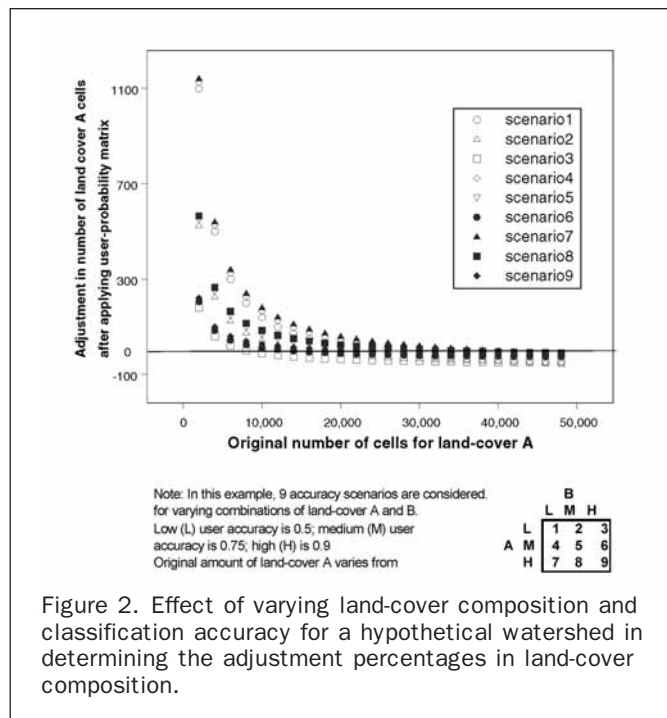 Adjustment in number of land cover A cells
after applying user-probability matrix
1100
700
300
0
-100
scenario1
scenario2
scenario3
scenario4
scenario5
scenario6
scenario7
scenario8
scenario9
0 10,000 20,000 30,000 40,000 50,000
Original number of cells for land-cover A
Note: In this example, 9 accuracy scenarios are considered.
for varying combinations of land-cover A and B.
Low (L) user accuracy is 0.5; medium (M) user
accuracy is 0.75; high (H) is 0.9
Original amount of land-cover A varies from
B
L M H
L 1 2 3
A M 4 5 6
H 7 8 9
Figure 2. Effect of varying land-cover composition and
classification accuracy for a hypothetical watershed in
determining the adjustment percentages in land-cover
composition.